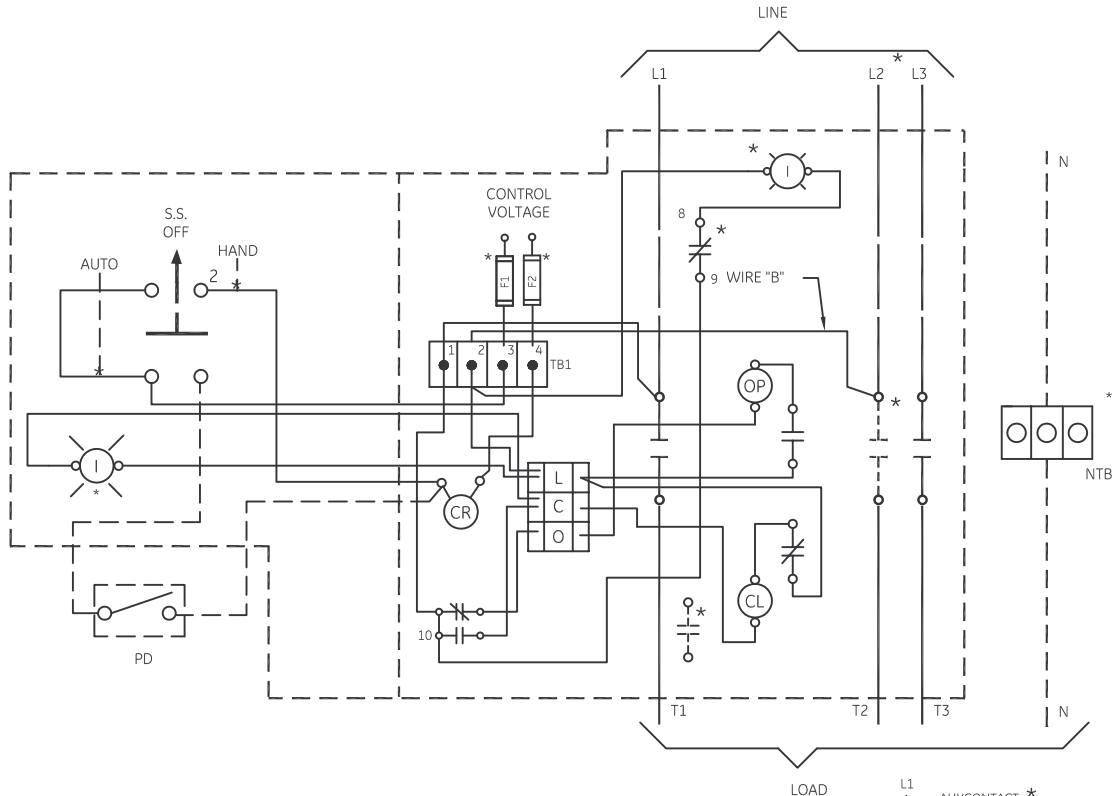 LINE
L1
L2
*
L3
*
I
N
CONTROL
VOLTAGE
S.S.
OFF
8
*
AUTO
HAND
2
*
*
*
F1
F2
9 WIRE "B"
1
2
3
4
TB1
*
OP
*
*
NTB
I
*
L
C
O
CR
CL
*
10
PD
T1
T2
T3
N
LOAD
L1
AUXCONTACT *